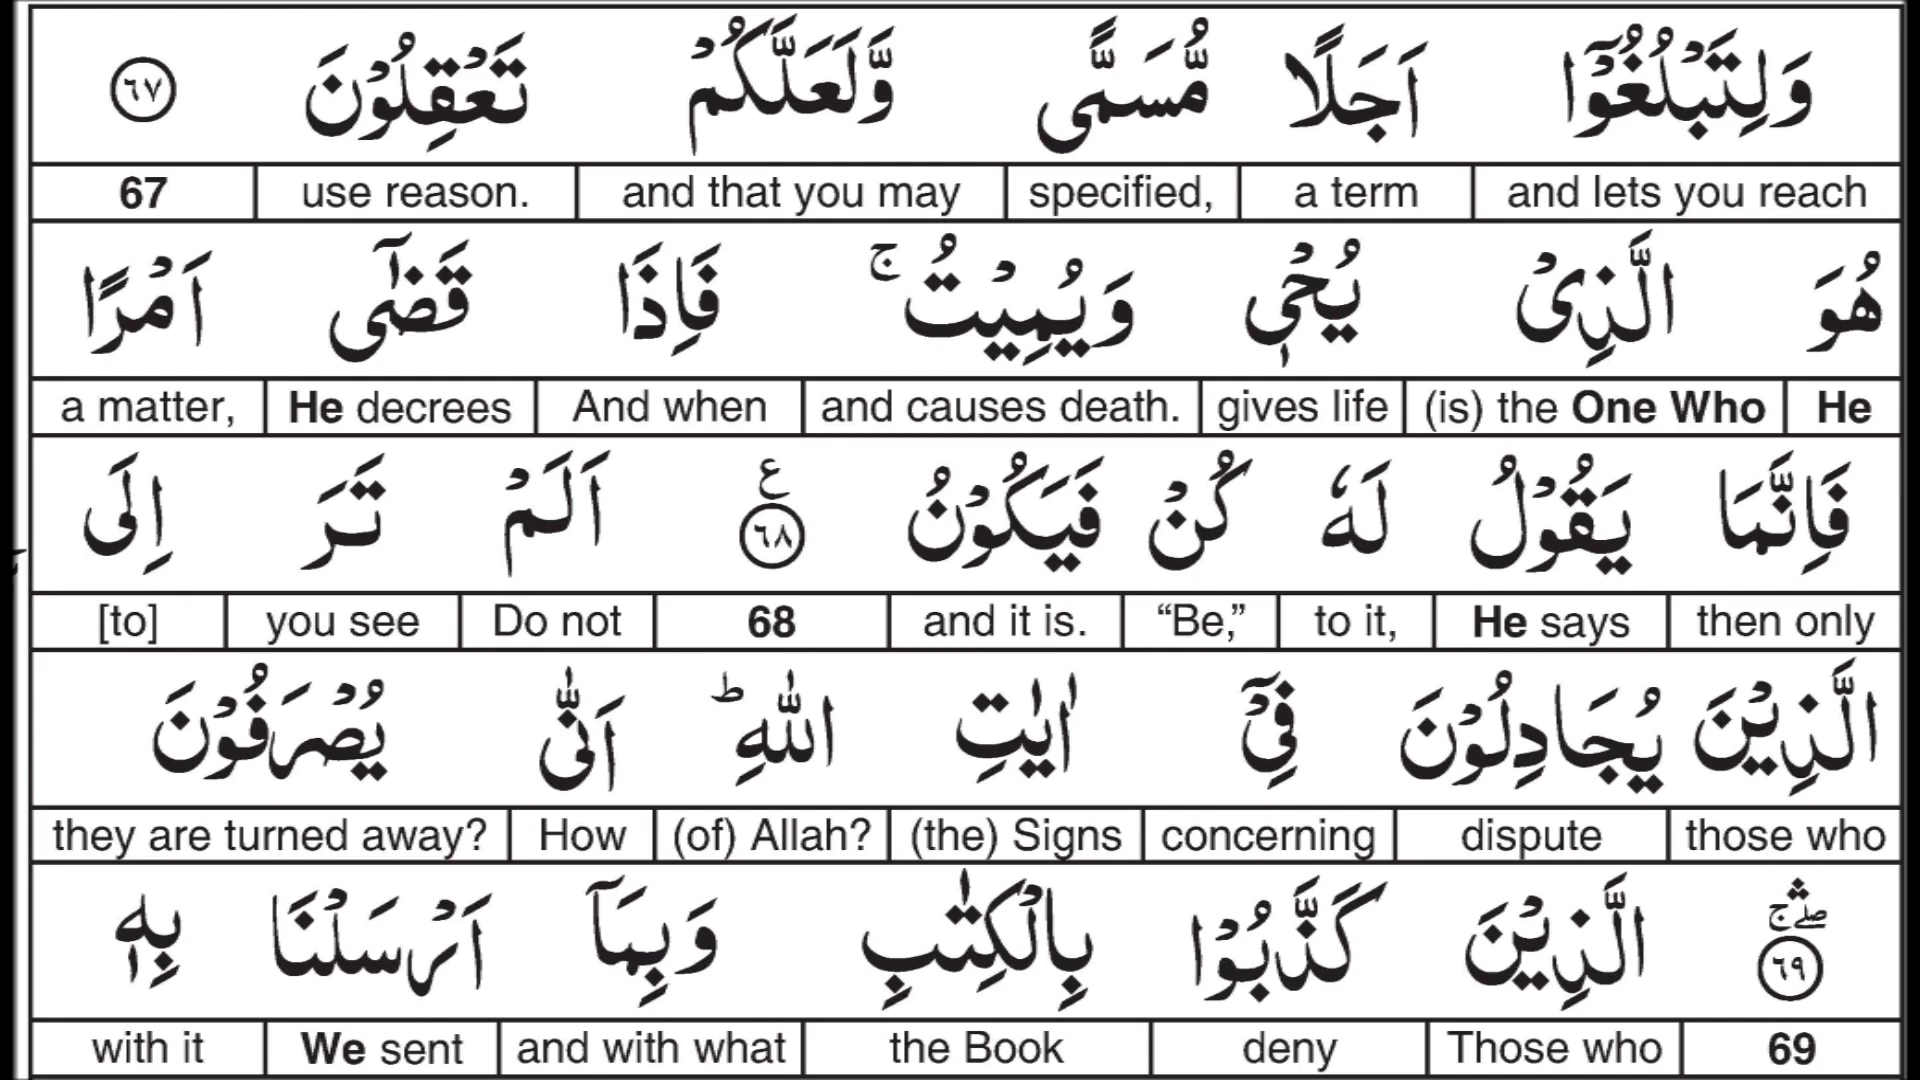 وَلِتَبۡلُغُوۡۤا اَجَلًا مُّسَمًّى وَّلَعَلَّكُمۡ تَعۡقِلُوۡنَ ٦٧
and lets you reach a term specified, and that you may use reason. 67
هُوَ الَّذِىۡ يُحۡىٖ وَيُمِيۡتُ ۚ فَاِذَا قَضٰٓى اَمۡرًا
He (is) the One Who gives life and causes death. And when He decrees a matter,
فَاِنَّمَا يَقُوۡلُ لَهٗ كُنۡ فَيَكُوۡنُ ٦٨ ع اَلَمۡ تَرَ اِلَى
then only He says to it, “Be,” and it is. 68 Do not you see [to]
الَّذِيۡنَ يُجَادِلُوۡنَ فِىۡۤ اٰيٰتِ اللّٰهِ ؕ اَنّٰى يُصۡرَفُوۡنَ
those who dispute concerning (the) Signs (of) Allah? How they are turned away?
٦٩ ۛۚ ۖ الَّذِيۡنَ كَذَّبُوۡا بِالۡكِتٰبِ وَبِمَاۤ اَرۡسَلۡنَا بِهٖ
69 Those who deny the Book and with what We sent with it